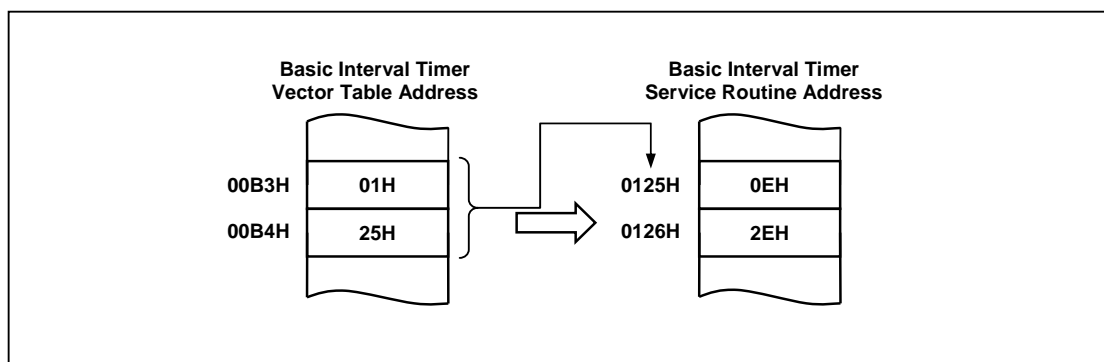 Basic Interval Timer
Vector Table Address
Basic Interval Timer
Service Routine Address
00B3H 01H
00B4H 25H
0125H 0EH
0126H 2EH